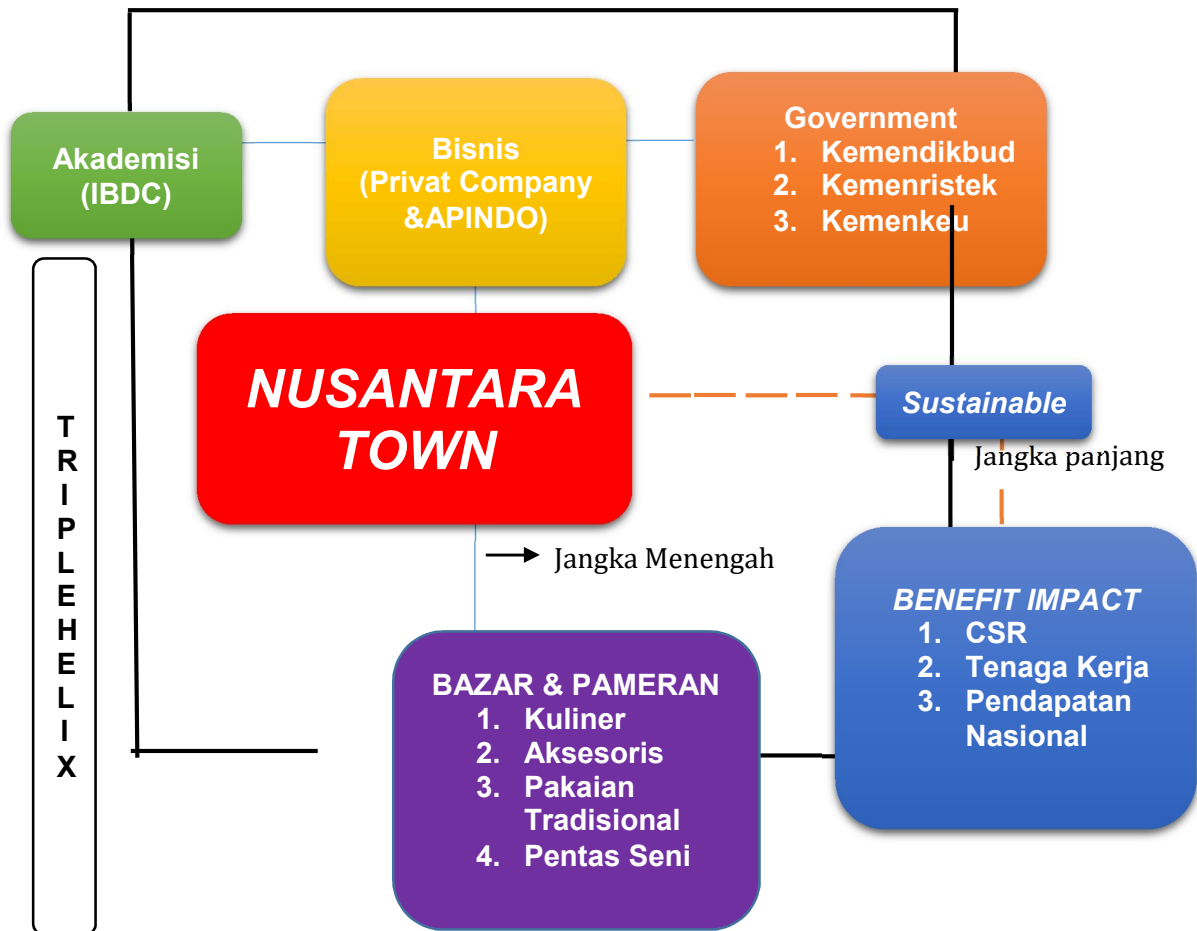 Akademisi
(IBDC)
Bisnis
(Privat Company
&APINDO)
Government
1. Kemendikbud
2. Kemenristek
3. Kemenkeu
TRIPLEHELIX
NUSANTARA
TOWN
Sustainable
Jangka panjang
Jangka Menengah
BENEFIT IMPACT
1. CSR
2. Tenaga Kerja
3. Pendapatan
Nasional
BAZAR & PAMERAN
1. Kuliner
2. Aksesoris
3. Pakaian
Tradisional
4. Pentas Seni